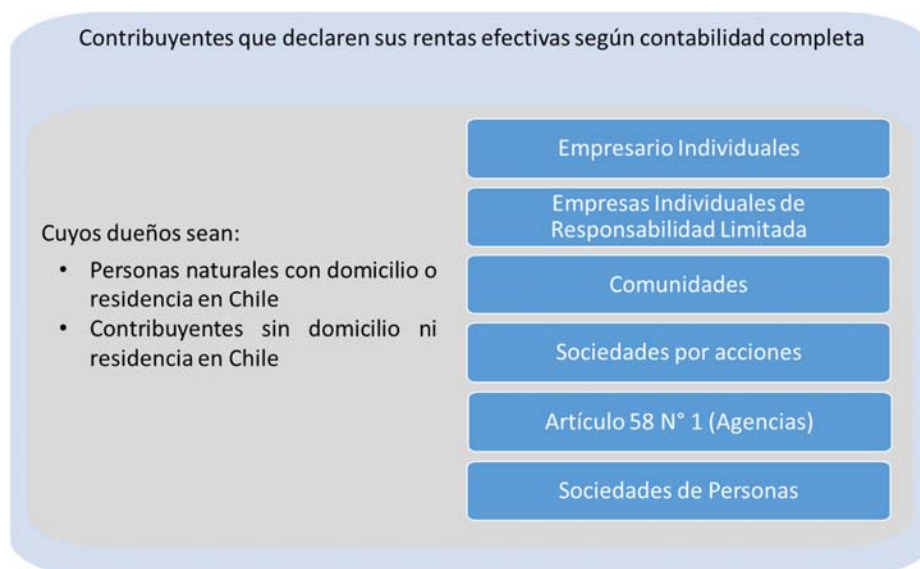 Contribuyentes que declaren sus rentas efectivas según contabilidad completa
Cuyos dueños sean:
• Personas naturales con domicilio o
residencia en Chile
• Contribuyentes sin domicilio ni
residencia en Chile
Empresario Individuales
Empresas Individuales de
Responsabilidad Limitada
Comunidades
Sociedades por acciones
Artículo 58 N° 1 (Agencias)
Sociedades de Personas